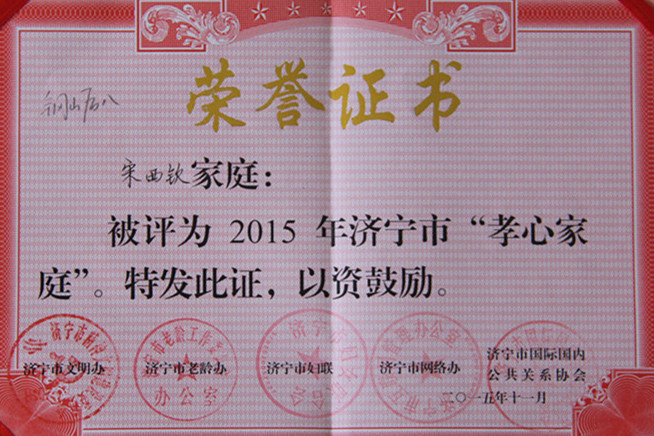 荣誉证书
宋西钦家庭：
被评为 2015 年济宁市“孝心家
庭”。特发此证，以资鼓励。
济宁市文明办
济宁市老龄办
济宁市妇联
济宁市网络办
济宁市国际国内
公共关系协会
二〇一五年十一月